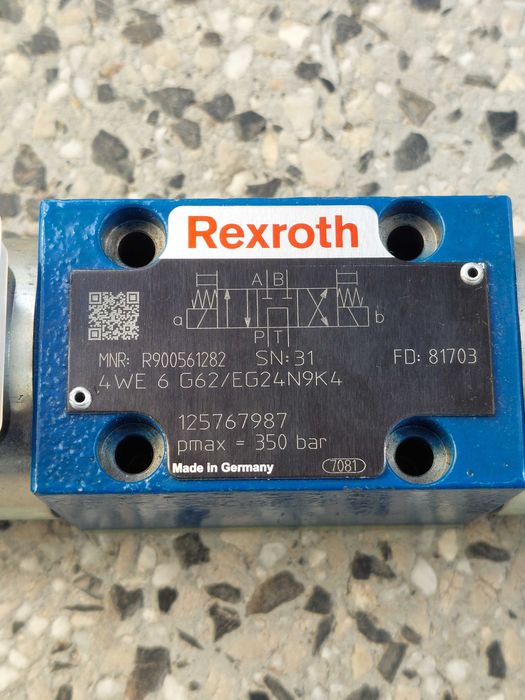 Rexroth
A B
a b
P T
MNR: R900561282 SN: 31 FD: 81703
4WE 6 G62/EG24N9K4
125767987
pmax = 350 bar
Made in Germany 7081